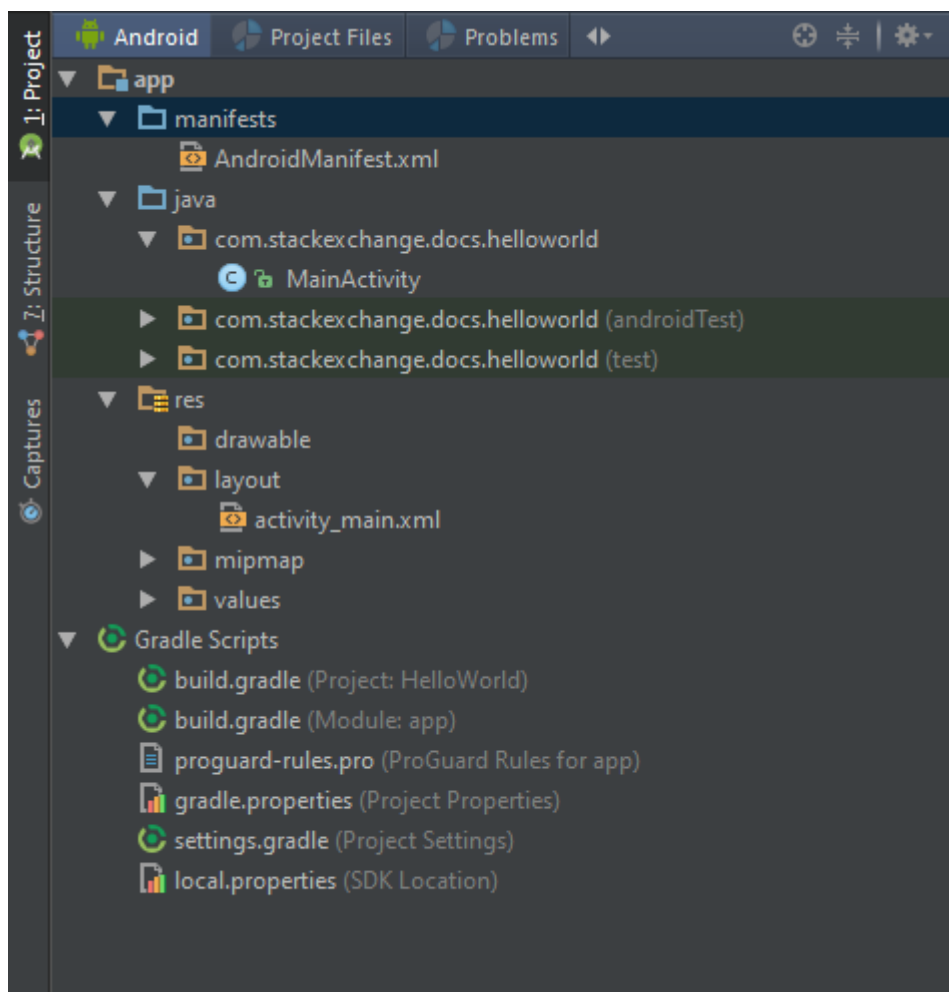 Android Project Files Problems
1: Project
7: Structure
Captures
app
manifests
AndroidManifest.xml
java
com.stackexchange.docs.helloworld
C MainActivity
com.stackexchange.docs.helloworld (androidTest)
com.stackexchange.docs.helloworld (test)
res
drawable
layout
activity_main.xml
mipmap
values
Gradle Scripts
build.gradle (Project: HelloWorld)
build.gradle (Module: app)
proguard-rules.pro (ProGuard Rules for app)
gradle.properties (Project Properties)
settings.gradle (Project Settings)
local.properties (SDK Location)